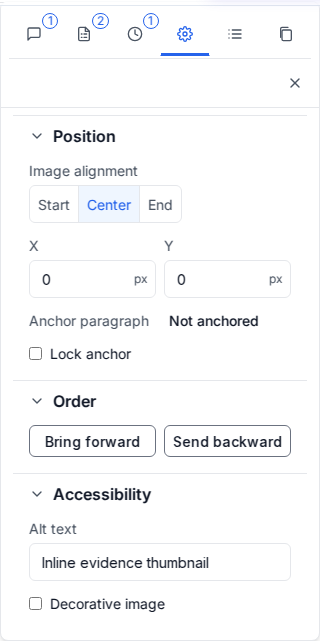 1 2 1
Position
Image alignment
Start Center End
X Y
0 px 0 px
Anchor paragraph Not anchored
Lock anchor
Order
Bring forward Send backward
Accessibility
Alt text
Inline evidence thumbnail
Decorative image